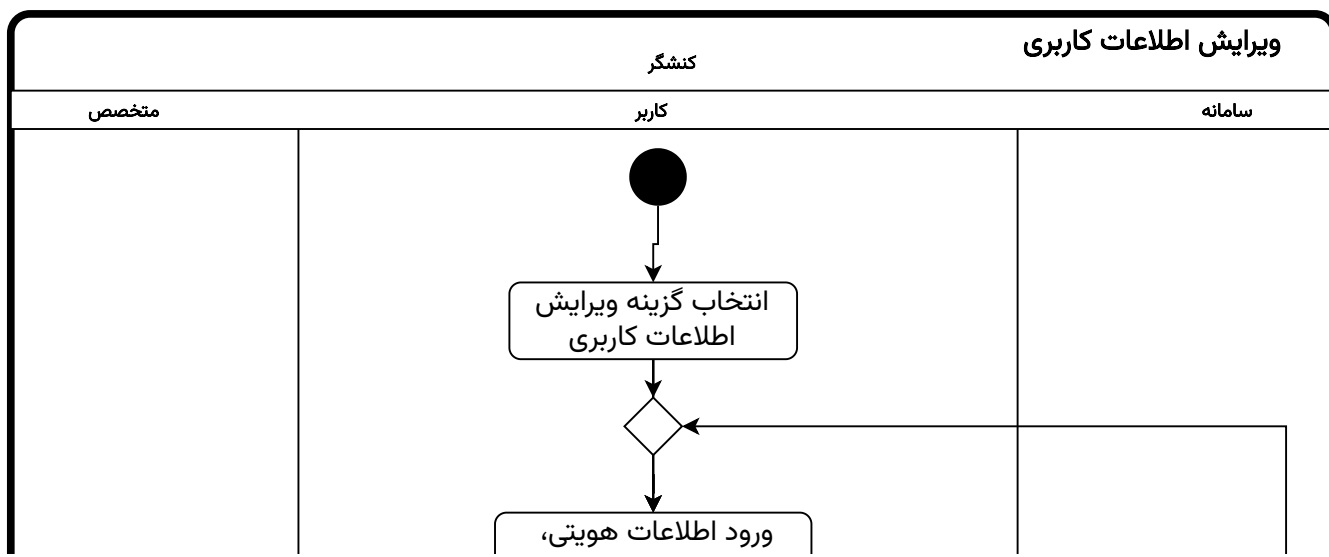 ویرایش اطلاعات کاربری
کنشگر
سامانه
کاربر
متخصص
انتخاب گزینه ویرایش
اطلاعات کاربری
ورود اطلاعات هویتی،